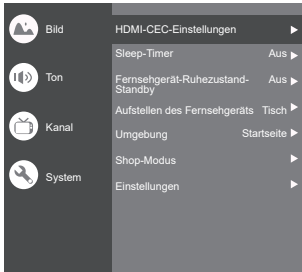 Bild
Ton
Kanal
System
HDMI-CEC-Einstellungen
Sleep-Timer Aus
Fernsehgerät-Ruhezustand- Aus
Standby
Aufstellen des Fernsehgeräts Tisch
Umgebung Startseite
Shop-Modus
Einstellungen